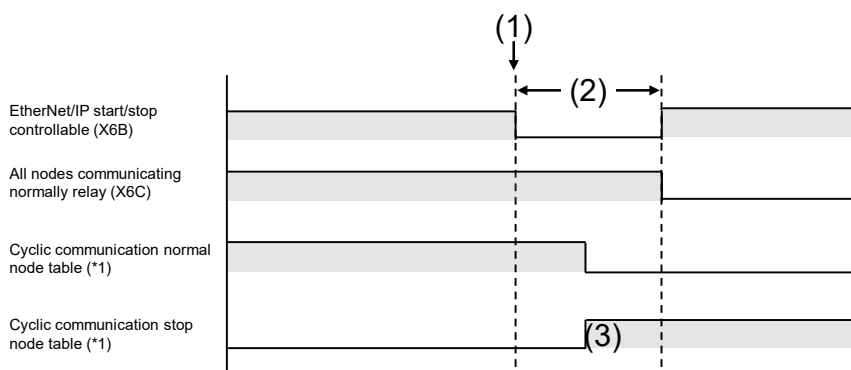 (1)
(2)
EtherNet/IP start/stop
controllable (X6B)
All nodes communicating
normally relay (X6C)
Cyclic communication normal
node table (*1)
Cyclic communication stop
node table (*1)
(3)